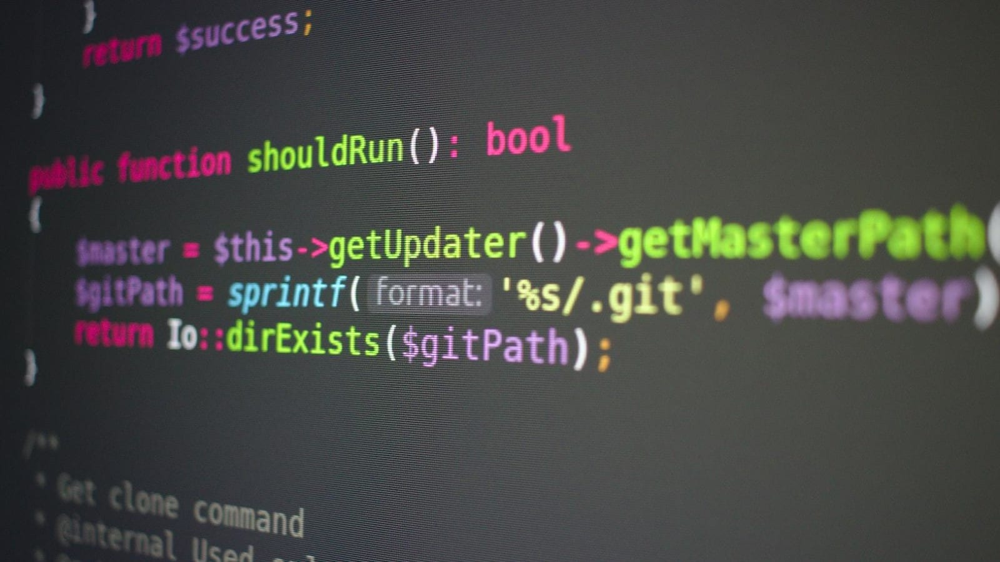 }
return $success;
}
public function shouldRun(): bool
{
$master = $this->getUpdater()->getMasterPath(
$gitPath = sprintf( format: '%s/.git', $master)
return Io::dirExists($gitPath);
}
/**
* Get clone command
* @internal Used
*